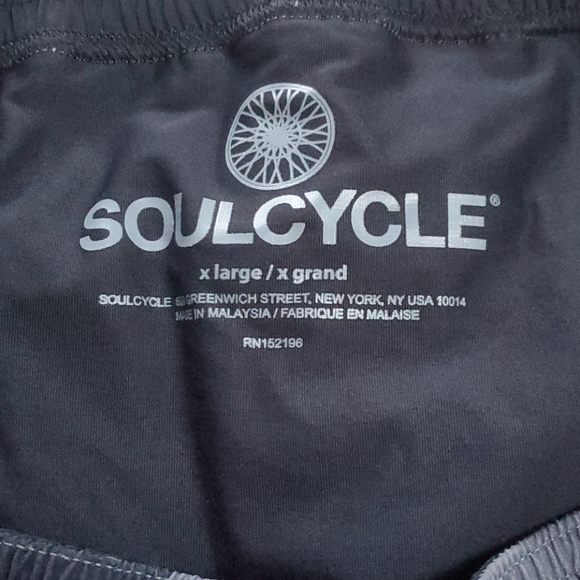 SOULCYCLE®
x large / x grand
SOULCYCLE GREENWICH STREET, NEW YORK, NY USA 10014
MADE IN MALAYSIA / FABRIQUE EN MALAISE
RN152196